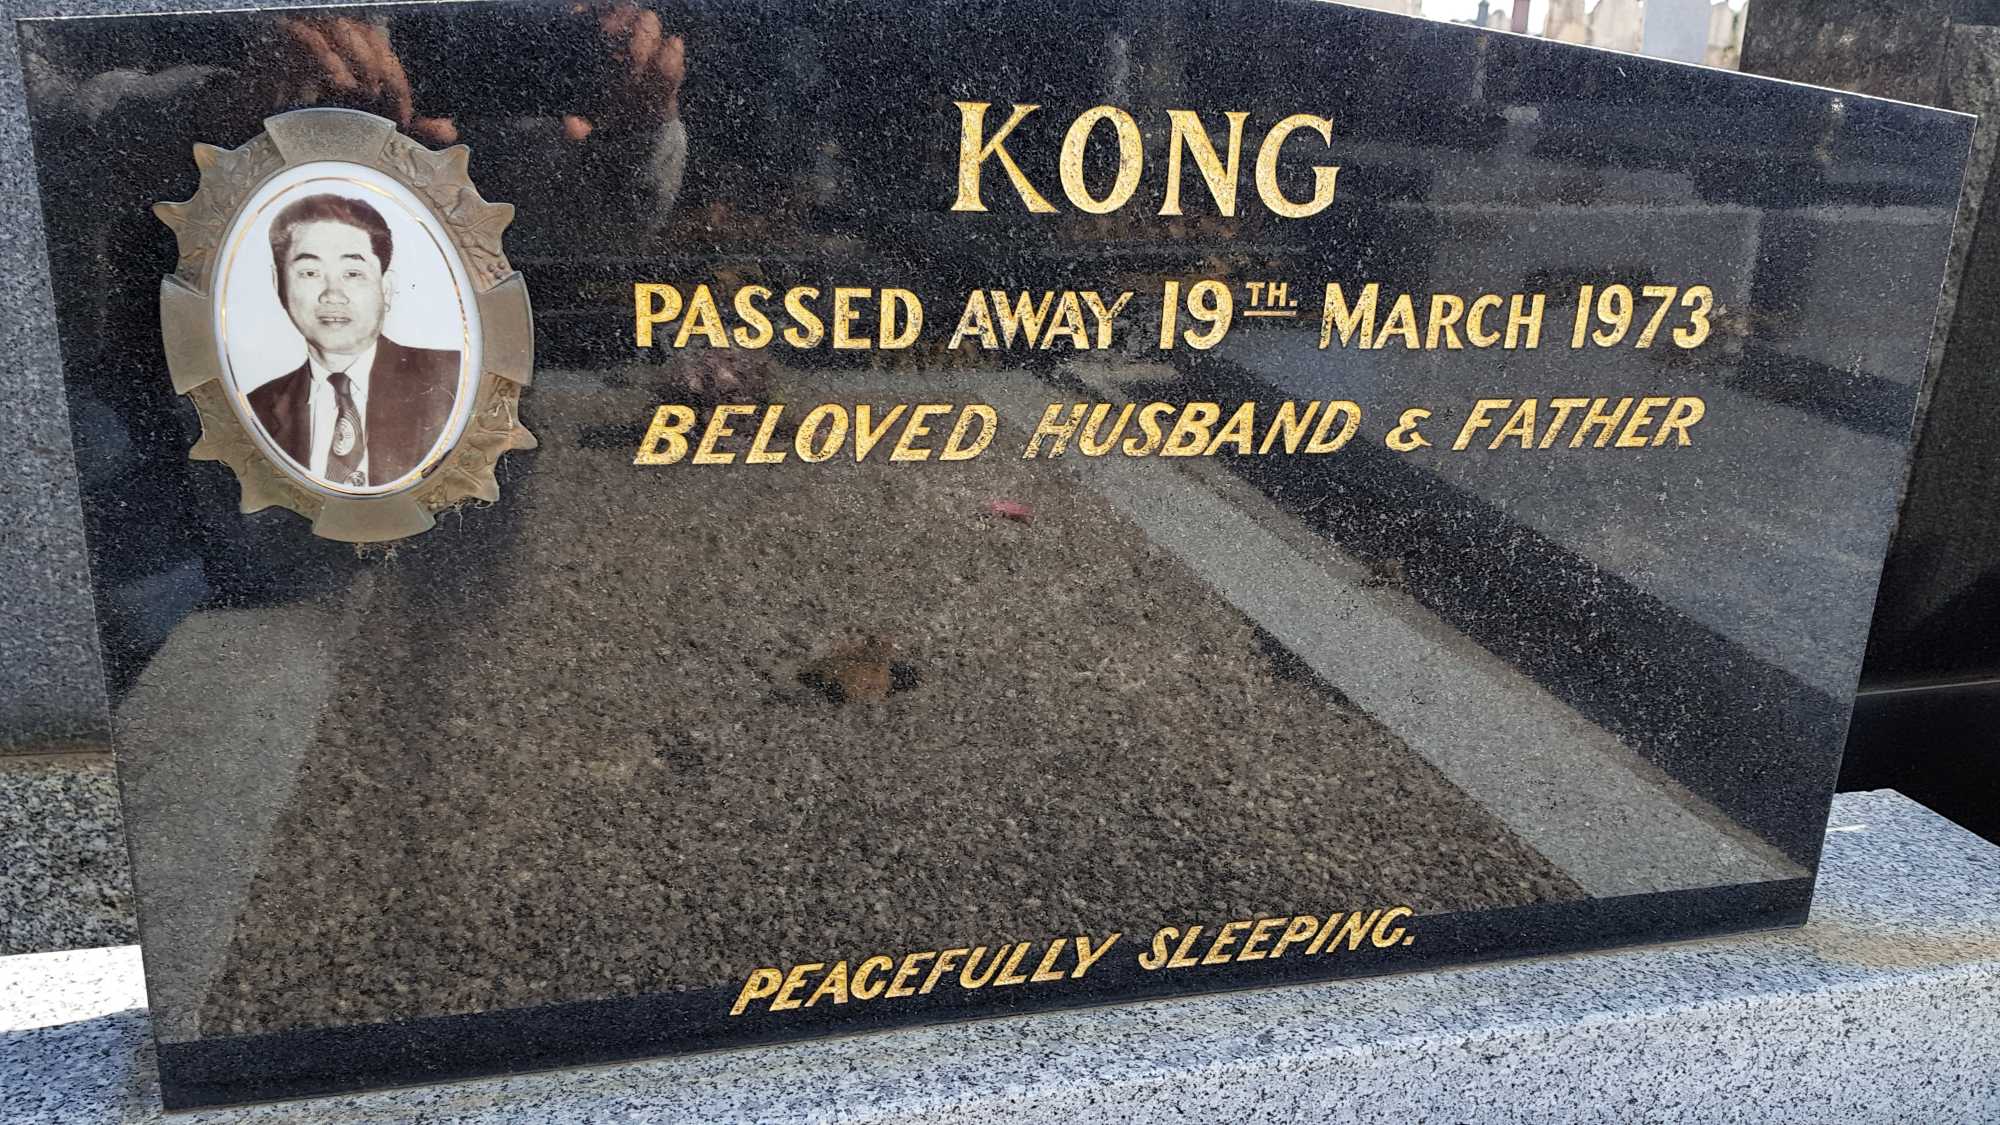 KONG
PASSED AWAY 19TH. MARCH 1973
BELOVED HUSBAND & FATHER
PEACEFULLY SLEEPING.